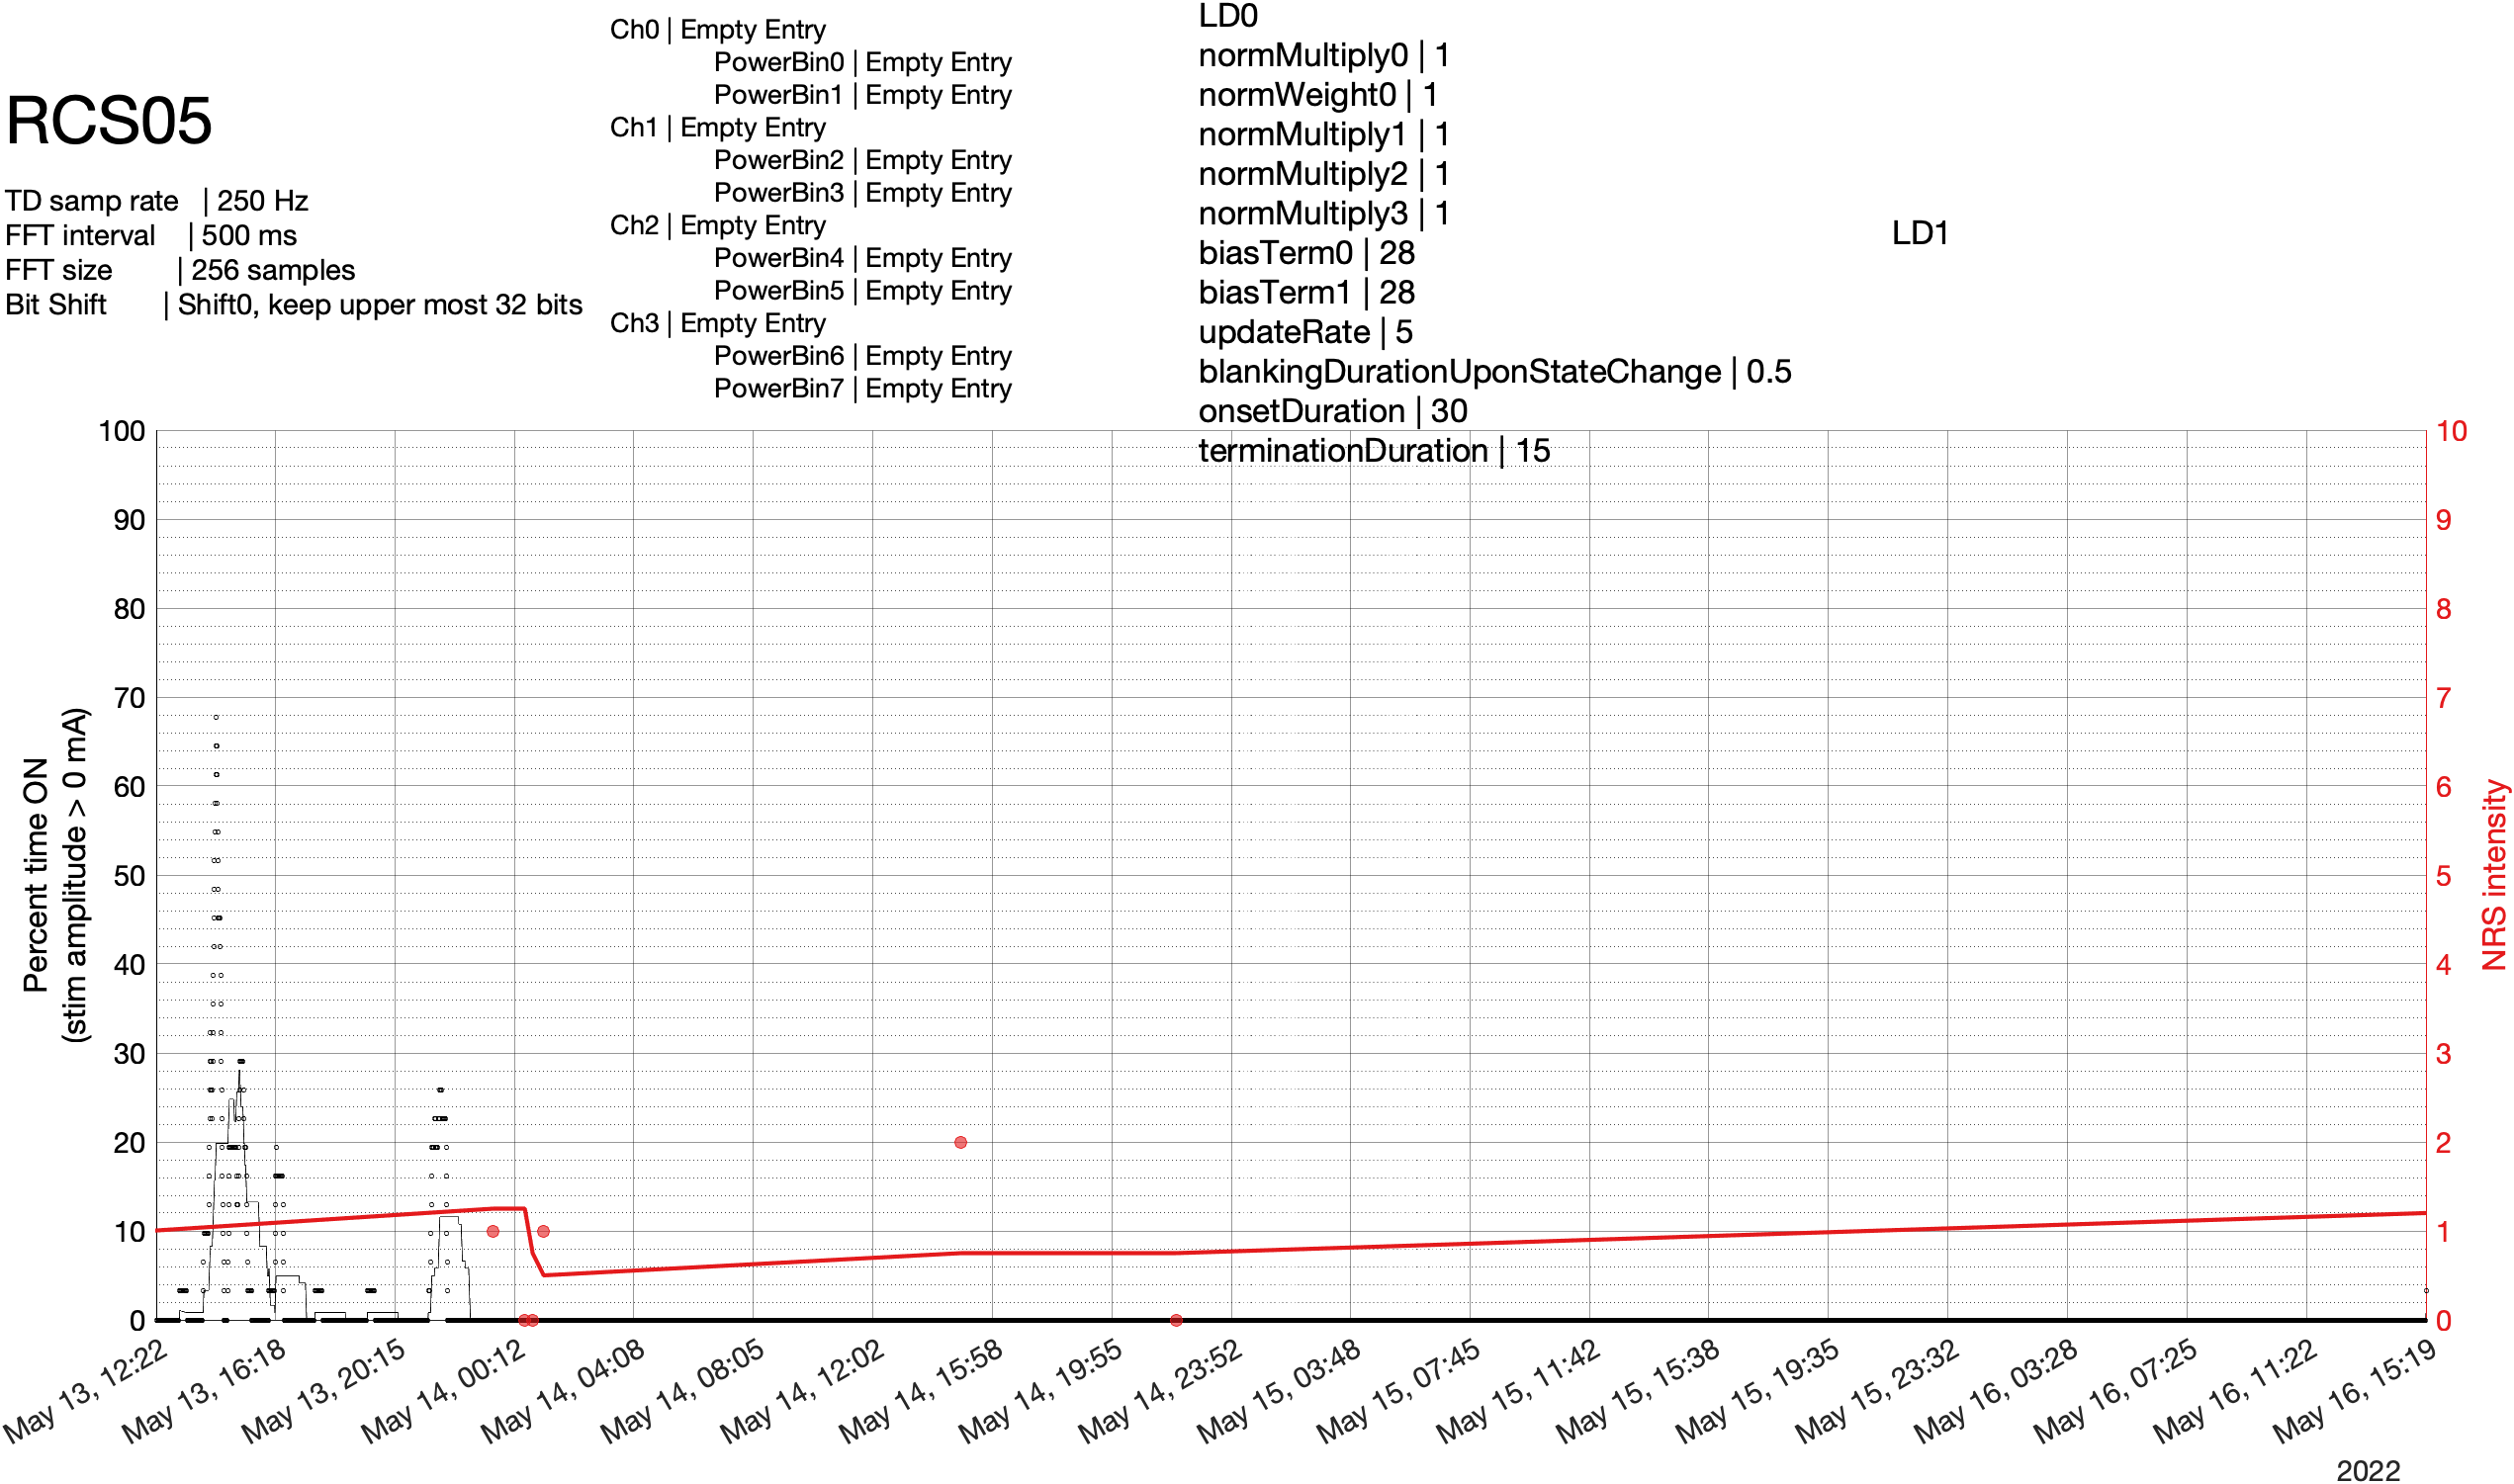 RCS05
TD samp rate | 250 Hz
FFT interval | 500 ms
FFT size | 256 samples
Bit Shift | Shift0, keep upper most 32 bits
Ch0 | Empty Entry
PowerBin0 | Empty Entry
PowerBin1 | Empty Entry
Ch1 | Empty Entry
PowerBin2 | Empty Entry
PowerBin3 | Empty Entry
Ch2 | Empty Entry
PowerBin4 | Empty Entry
PowerBin5 | Empty Entry
Ch3 | Empty Entry
PowerBin6 | Empty Entry
PowerBin7 | Empty Entry
LD0
normMultiply0 | 1
normWeight0 | 1
normMultiply1 | 1
normMultiply2 | 1
normMultiply3 | 1
biasTerm0 | 28
biasTerm1 | 28
updateRate | 5
blankingDurationUponStateChange | 0.5
onsetDuration | 30
terminationDuration | 15
LD1
Percent time ON
(stim amplitude > 0 mA)
100
90
80
70
60
50
40
30
20
10
0
10
9
8
7
6
5
4
3
2
1
0
NRS intensity
May 13, 12:22
May 13, 16:18
May 13, 20:15
May 14, 00:12
May 14, 04:08
May 14, 08:05
May 14, 12:02
May 14, 15:58
May 14, 19:55
May 14, 23:52
May 15, 03:48
May 15, 07:45
May 15, 11:42
May 15, 15:38
May 15, 19:35
May 15, 23:32
May 16, 03:28
May 16, 07:25
May 16, 11:22
May 16, 15:19
2022